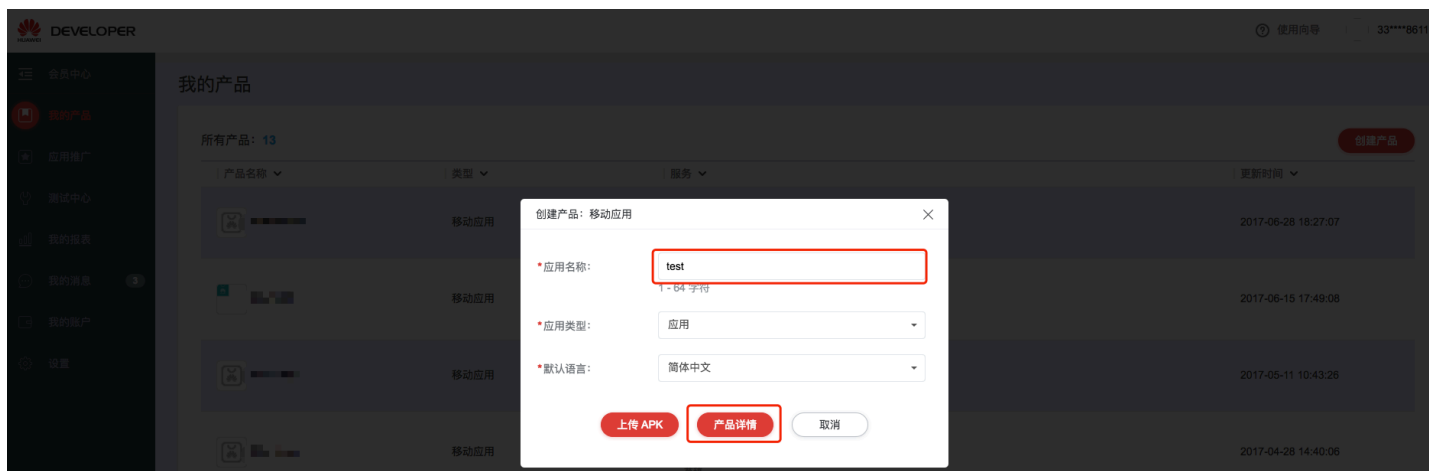 HUAWEI DEVELOPER
使用向导 33****8611
会员中心
我的产品
应用推广
测试中心
我的报表
我的消息 3
我的账户
设置
我的产品
所有产品：13
创建产品
产品名称 类型 服务 更新时间
移动应用 2017-06-28 18:27:07
移动应用 2017-06-15 17:49:08
移动应用 2017-05-11 10:43:26
移动应用 2017-04-28 14:40:06
创建产品：移动应用
*应用名称： test
1 - 64 字符
*应用类型： 应用
*默认语言： 简体中文
上传 APK 产品详情 取消